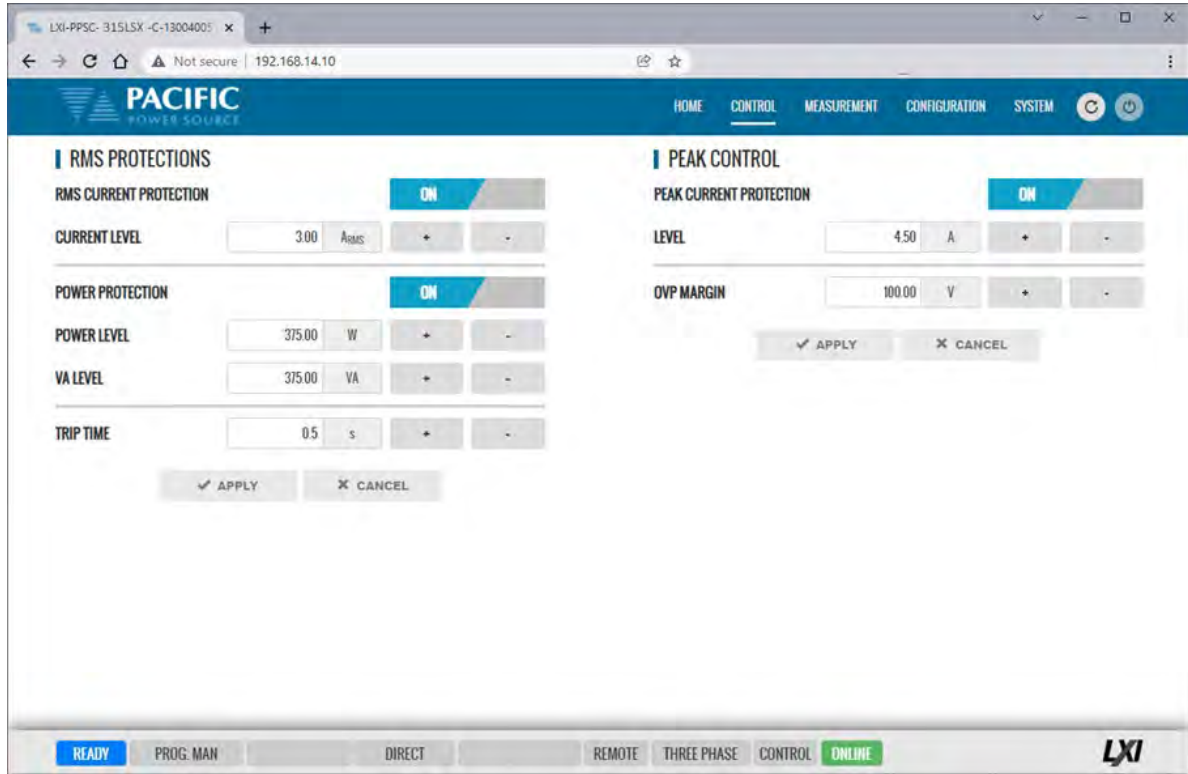 LXI-PPSC- 315LSX -C-13004005
Not secure 192.168.14.10
PACIFIC
POWER SOURCE
HOME CONTROL MEASUREMENT CONFIGURATION SYSTEM
RMS PROTECTIONS
RMS CURRENT PROTECTION ON
CURRENT LEVEL 3.00 ARMS + -
POWER PROTECTION ON
POWER LEVEL 375.00 W + -
VA LEVEL 375.00 VA + -
TRIP TIME 0.5 s + -
APPLY CANCEL
PEAK CONTROL
PEAK CURRENT PROTECTION ON
LEVEL 4.50 A + -
OVP MARGIN 100.00 V + -
APPLY CANCEL
READY PROG. MAN DIRECT REMOTE THREE PHASE CONTROL ONLINE LXI